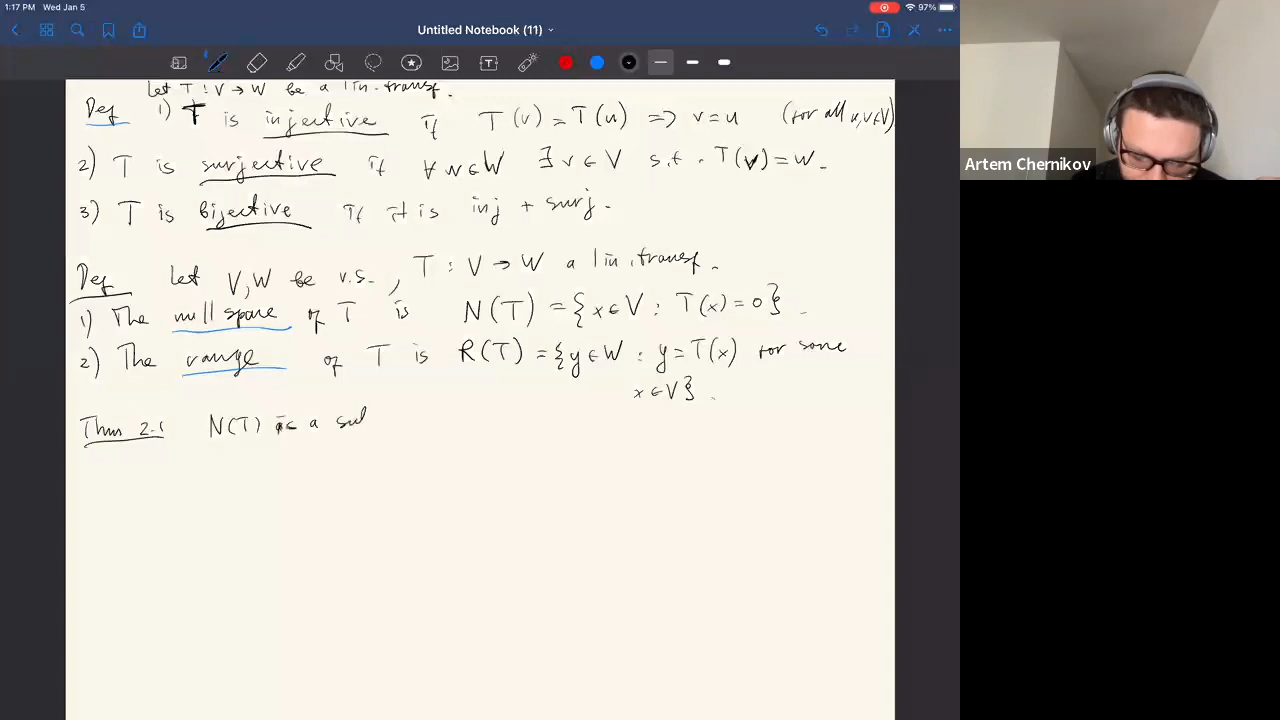 1:17 PM Wed Jan 5
97%
Untitled Notebook (11)
Let T : V → W be a lin. transf.
Def 1) T is injective if T(v) = T(u) => v = u (for all u,v ∈ V)
2) T is surjective if ∀ w ∈ W ∃ v ∈ V s.t. T(v) = w.
3) T is bijective if it is inj + surj.
Def Let V, W be v.s., T : V → W a lin. transf.
1) The null space of T is N(T) = {x ∈ V : T(x) = 0}.
2) The range of T is R(T) = {y ∈ W : y = T(x) for some
x ∈ V}.
Thm 2.1 N(T) is a sub
Artem Chernikov